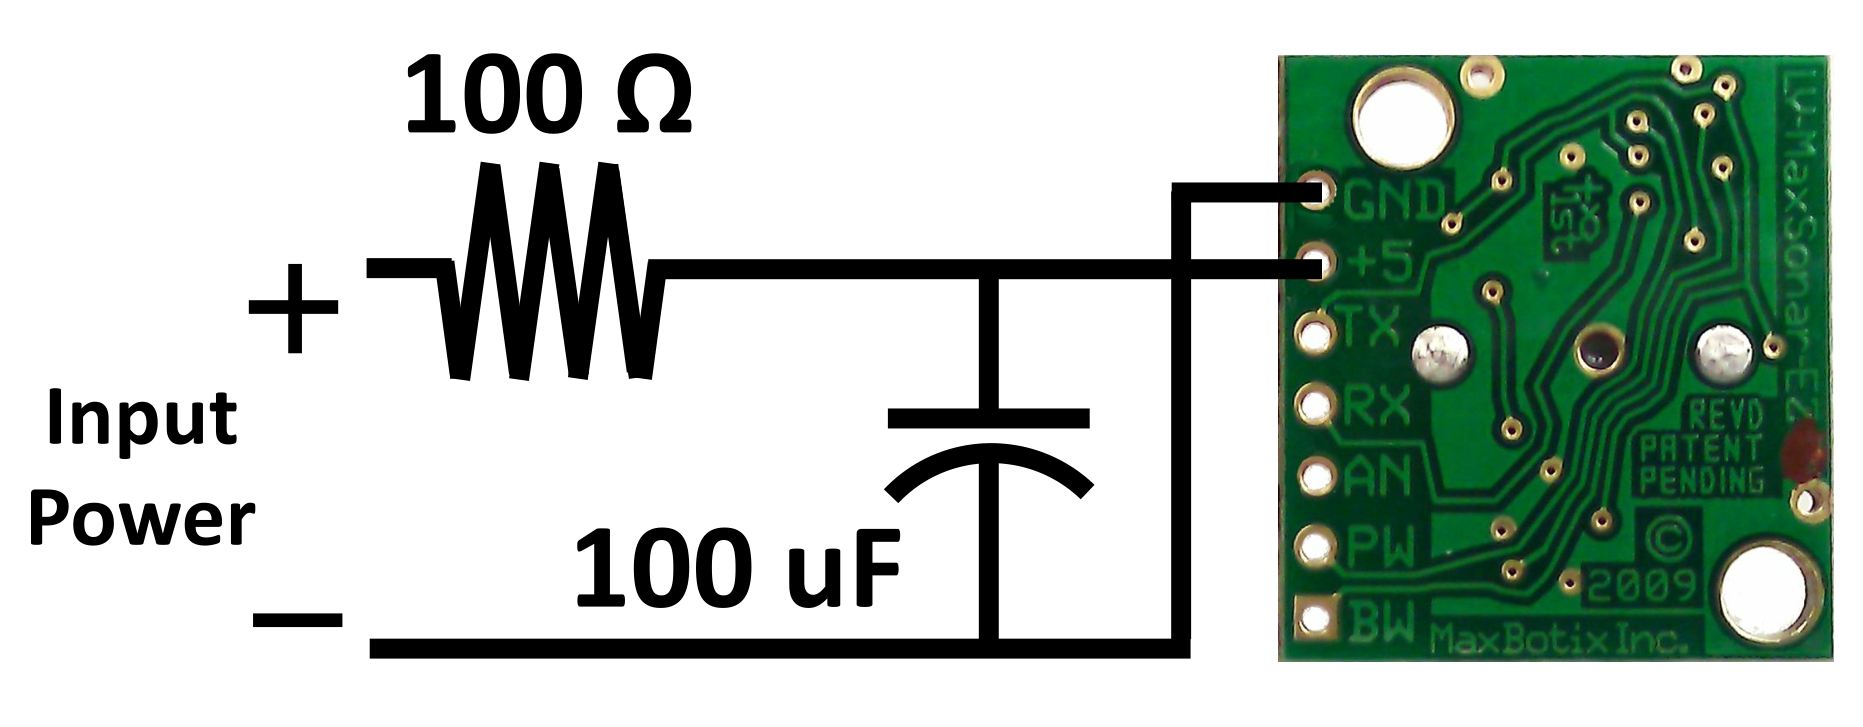 100 Ω
+
Input
Power
−
100 uF
GND
+5
TX
RX
AN
PW
BW
LV-MaxSonar-EZ
REVD
PATENT
PENDING
©
2009
MaxBotix Inc.